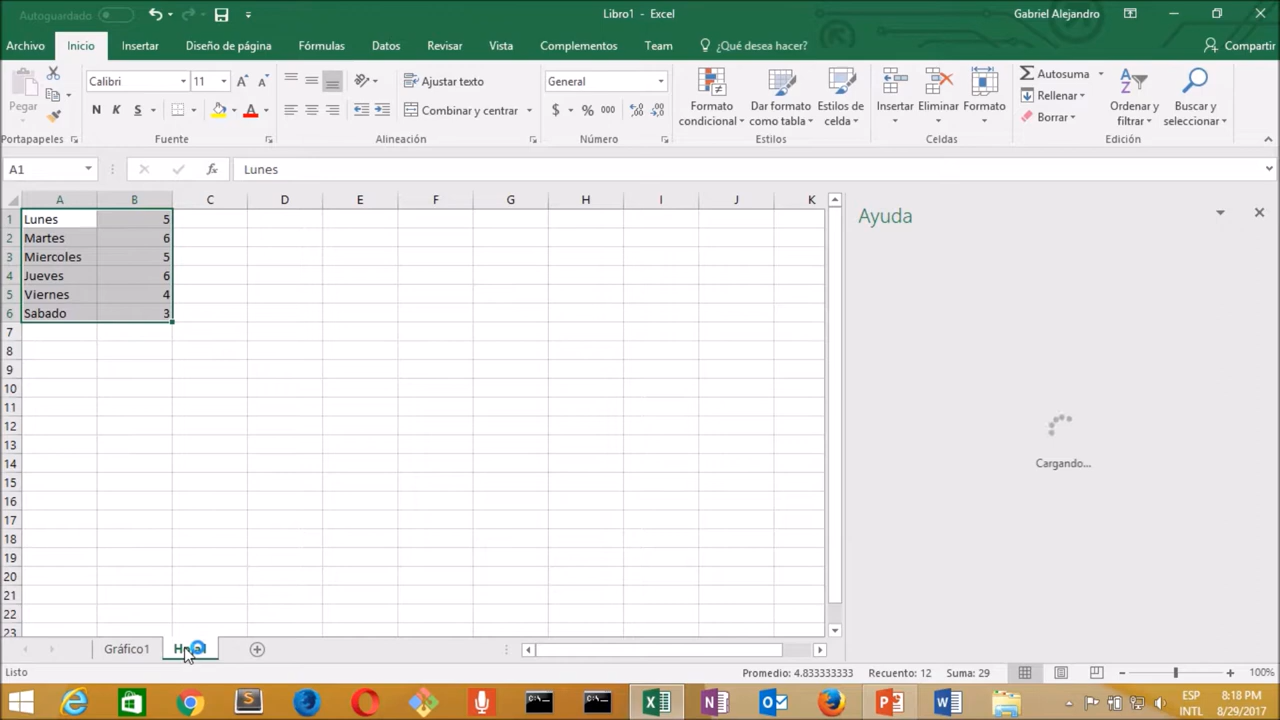 Autoguardado
Libro1 - Excel
Gabriel Alejandro
Archivo
Inicio
Insertar
Diseño de página
Fórmulas
Datos
Revisar
Vista
Complementos
Team
¿Qué desea hacer?
Compartir
Pegar
Portapapeles
Calibri
11
N K S
Fuente
Ajustar texto
Combinar y centrar
Alineación
General
$ % 000
Número
Formato condicional
Dar formato como tabla
Estilos de celda
Estilos
Insertar
Eliminar
Formato
Celdas
Autosuma
Rellenar
Borrar
Ordenar y filtrar
Buscar y seleccionar
Edición
A1
fx
Lunes
A B C D E F G H I J K
1 Lunes 5
2 Martes 6
3 Miercoles 5
4 Jueves 6
5 Viernes 4
6 Sabado 3
7
8
9
10
11
12
13
14
15
16
17
18
19
20
21
22
23
Ayuda
Cargando...
Gráfico1
Listo
Promedio: 4.833333333
Recuento: 12
Suma: 29
100%
ESP
INTL
8:18 PM
8/29/2017